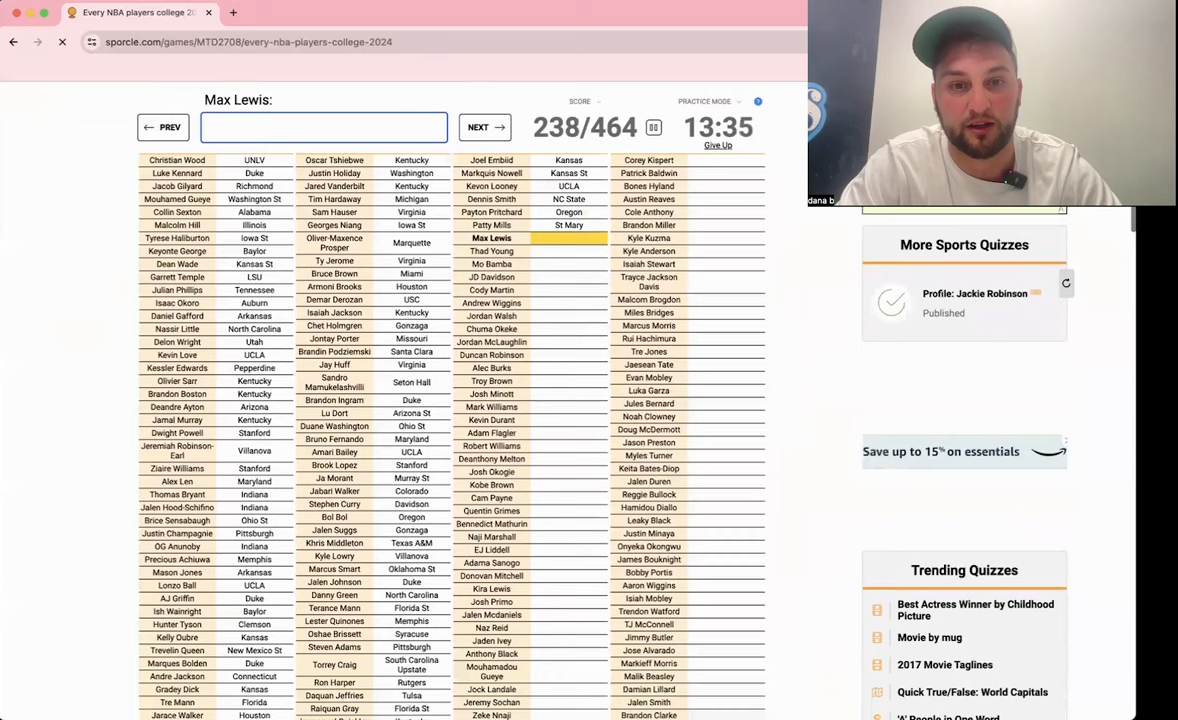 Every NBA players college 20
sporcle.com/games/MTD2708/every-nba-players-college-2024
Max Lewis:
← PREV
NEXT →
SCORE
238/464
PRACTICE MODE
13:35
Give Up
dana b
Christian Wood UNLV
Luke Kennard Duke
Jacob Gilyard Richmond
Mouhamed Gueye Washington St
Collin Sexton Alabama
Malcolm Hill Illinois
Tyrese Haliburton Iowa St
Keyonte George Baylor
Dean Wade Kansas St
Garrett Temple LSU
Julian Phillips Tennessee
Isaac Okoro Auburn
Daniel Gafford Arkansas
Nassir Little North Carolina
Delon Wright Utah
Kevin Love UCLA
Kessler Edwards Pepperdine
Olivier Sarr Kentucky
Brandon Boston Kentucky
Deandre Ayton Arizona
Jamal Murray Kentucky
Dwight Powell Stanford
Jeremiah Robinson-
Earl Villanova
Ziaire Williams Stanford
Alex Len Maryland
Thomas Bryant Indiana
Jalen Hood-Schifino Indiana
Brice Sensabaugh Ohio St
Justin Champagnie Pittsburgh
OG Anunoby Indiana
Precious Achiuwa Memphis
Mason Jones Arkansas
Lonzo Ball UCLA
AJ Griffin Duke
Ish Wainright Baylor
Hunter Tyson Clemson
Kelly Oubre Kansas
Trevelin Queen New Mexico St
Marques Bolden Duke
Andre Jackson Connecticut
Gradey Dick Kansas
Tre Mann Florida
Jarace Walker Houston
Oscar Tshiebwe Kentucky
Justin Holiday Washington
Jared Vanderbilt Kentucky
Tim Hardaway Michigan
Sam Hauser Virginia
Georges Niang Iowa St
Oliver-Maxence
Prosper Marquette
Ty Jerome Virginia
Bruce Brown Miami
Armoni Brooks Houston
Demar Derozan USC
Isaiah Jackson Kentucky
Chet Holmgren Gonzaga
Jontay Porter Missouri
Brandin Podziemski Santa Clara
Jay Huff Virginia
Sandro
Mamukelashvilli Seton Hall
Brandon Ingram Duke
Lu Dort Arizona St
Duane Washington Ohio St
Bruno Fernando Maryland
Amari Bailey UCLA
Brook Lopez Stanford
Ja Morant Murray St
Jabari Walker Colorado
Stephen Curry Davidson
Bol Bol Oregon
Jalen Suggs Gonzaga
Khris Middleton Texas A&M
Kyle Lowry Villanova
Marcus Smart Oklahoma St
Jalen Johnson Duke
Danny Green North Carolina
Terance Mann Florida St
Lester Quinones Memphis
Oshae Brissett Syracuse
Steven Adams Pittsburgh
Torrey Craig South Carolina
Upstate
Ron Harper Rutgers
Daquan Jeffries Tulsa
Raiquan Gray Florida St
Joel Embiid Kansas
Markquis Nowell Kansas St
Kevon Looney UCLA
Dennis Smith NC State
Payton Pritchard Oregon
Patty Mills St Mary
Max Lewis
Thad Young
Mo Bamba
JD Davidson
Cody Martin
Andrew Wiggins
Jordan Walsh
Chuma Okeke
Jordan McLaughlin
Duncan Robinson
Alec Burks
Troy Brown
Josh Minott
Mark Williams
Kevin Durant
Adam Flagler
Robert Williams
Deanthony Melton
Josh Okogie
Kobe Brown
Cam Payne
Quentin Grimes
Bennedict Mathurin
Naji Marshall
EJ Liddell
Adama Sanogo
Donovan Mitchell
Kira Lewis
Josh Primo
Jalen Mcdaniels
Naz Reid
Jaden Ivey
Anthony Black
Mouhamadou
Gueye
Jock Landale
Jeremy Sochan
Zeke Nnaji
Corey Kispert
Patrick Baldwin
Bones Hyland
Austin Reaves
Cole Anthony
Brandon Miller
Kyle Kuzma
Kyle Anderson
Isaiah Stewart
Trayce Jackson
Davis
Malcom Brogdon
Miles Bridges
Marcus Morris
Rui Hachimura
Tre Jones
Jaesean Tate
Evan Mobley
Luka Garza
Jules Bernard
Noah Clowney
Doug McDermott
Jason Preston
Myles Turner
Keita Bates-Diop
Jalen Duren
Reggie Bullock
Hamidou Diallo
Leaky Black
Justin Minaya
Onyeka Okongwu
James Bouknight
Bobby Portis
Aaron Wiggins
Isiah Mobley
Trendon Watford
TJ McConnell
Jimmy Butler
Jose Alvarado
Markieff Morris
Malik Beasley
Damian Lillard
Jalen Smith
Brandon Clarke
More Sports Quizzes
Profile: Jackie Robinson
Published
Save up to 15% on essentials
Trending Quizzes
Best Actress Winner by Childhood
Picture
Movie by mug
2017 Movie Taglines
Quick True/False: World Capitals
'A' People in One Word